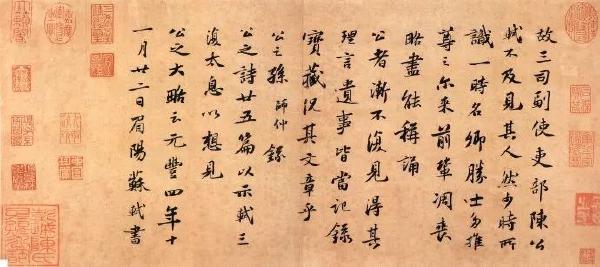 故三司副使吏部陳公
軾不及見其人然少時所
識一時名卿勝士多推
尊之尔來前輩凋喪
略盡能稱誦
公者漸不復見得其
理言遺事皆當記錄
寶藏況其文章乎
公之孫師仲錄
公之詩廿五篇以示軾三
復太息以想見
公之大略云元豐四年十
一月廿二日眉陽蘇軾書